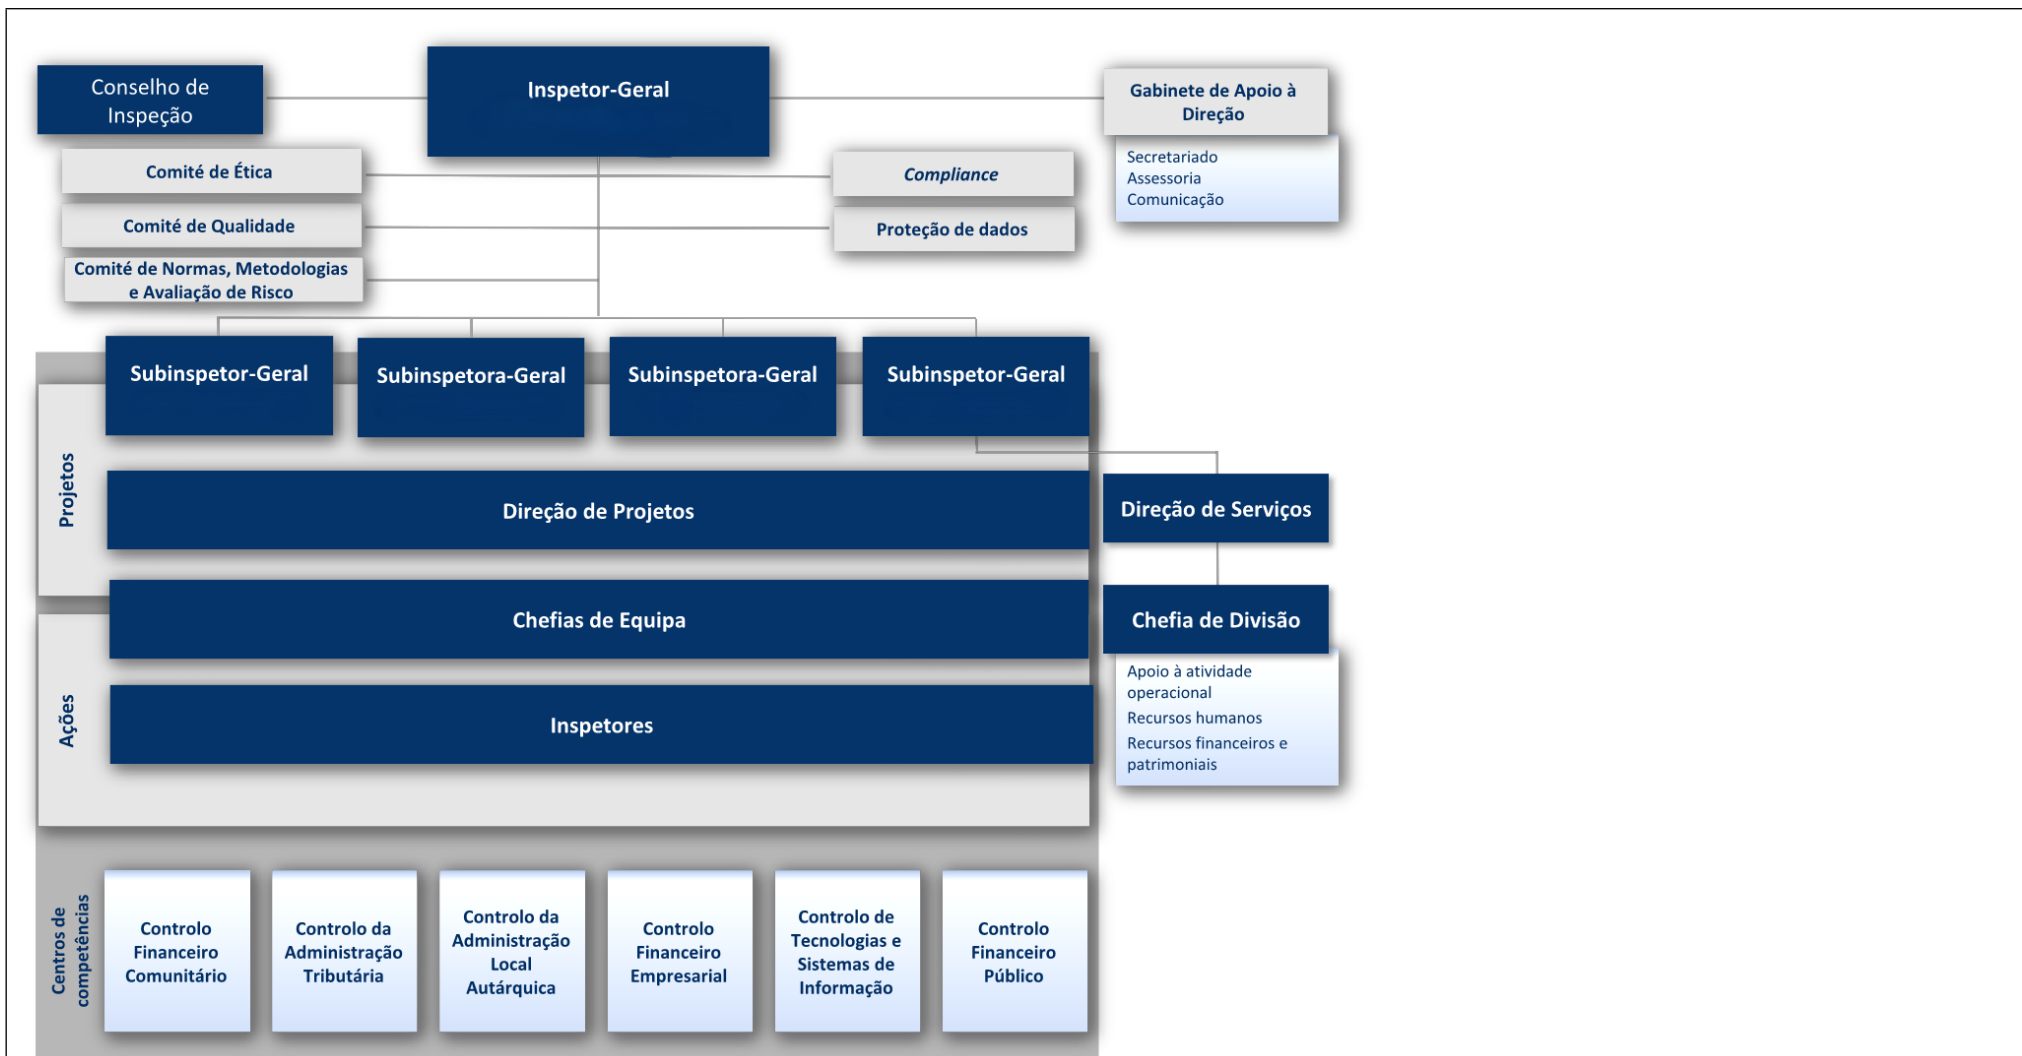 Conselho de
Inspeção
Inspetor-Geral
Gabinete de Apoio à
Direção
Secretariado
Assessoria
Comunicação
Comité de Ética
Compliance
Comité de Qualidade
Proteção de dados
Comité de Normas, Metodologias
e Avaliação de Risco
Subinspetor-Geral
Subinspetora-Geral
Subinspetora-Geral
Subinspetor-Geral
Projetos
Direção de Projetos
Direção de Serviços
Chefias de Equipa
Chefia de Divisão
Apoio à atividade
operacional
Recursos humanos
Recursos financeiros e
patrimoniais
Ações
Inspetores
Centros de
competências
Controlo
Financeiro
Comunitário
Controlo da
Administração
Tributária
Controlo da
Administração
Local
Autárquica
Controlo
Financeiro
Empresarial
Controlo de
Tecnologias e
Sistemas de
Informação
Controlo
Financeiro
Público